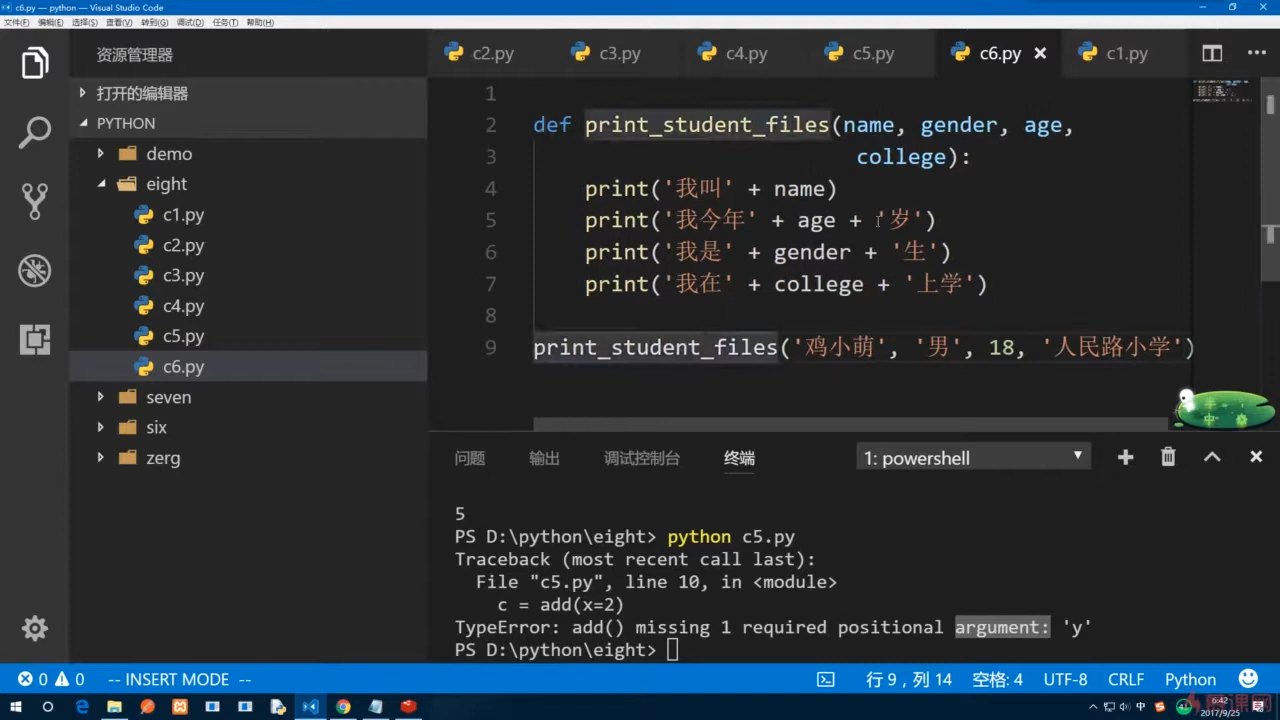 c6.py — python — Visual Studio Code
文件(F) 编辑(E) 选择(S) 查看(V) 转到(G) 调试(D) 任务(T) 帮助(H)
资源管理器
打开的编辑器
PYTHON
demo
eight
c1.py
c2.py
c3.py
c4.py
c5.py
c6.py
seven
six
zerg
c2.py c3.py c4.py c5.py c6.py c1.py
1
2 def print_student_files(name, gender, age,
3 college):
4 print('我叫' + name)
5 print('我今年' + age + '岁')
6 print('我是' + gender + '生')
7 print('我在' + college + '上学')
8
9 print_student_files('鸡小萌', '男', 18, '人民路小学')
问题 输出 调试控制台 终端 1: powershell
5
PS D:\python\eight> python c5.py
Traceback (most recent call last):
File "c5.py", line 10, in <module>
c = add(x=2)
TypeError: add() missing 1 required positional argument: 'y'
PS D:\python\eight>
0 0 -- INSERT MODE -- 行 9，列 14 空格: 4 UTF-8 CRLF Python
中 6:42
2017/9/25